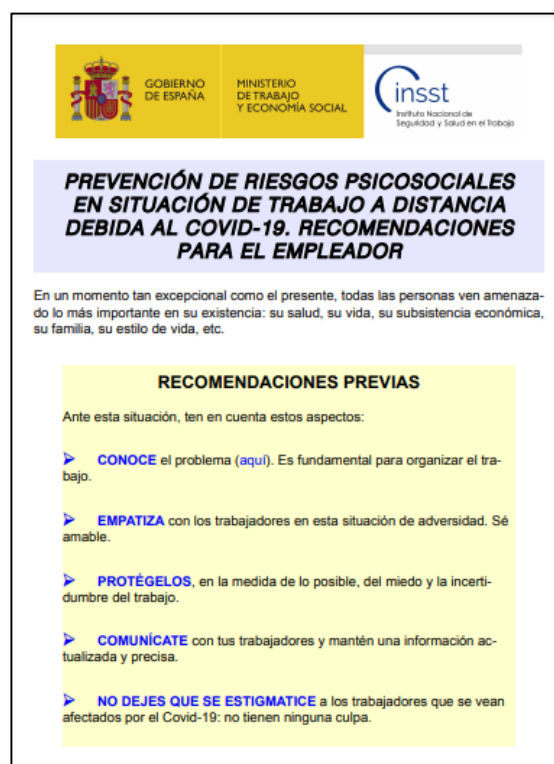 GOBIERNO
DE ESPAÑA
MINISTERIO
DE TRABAJO
Y ECONOMÍA SOCIAL
insst
Instituto Nacional de
Seguridad y Salud en el Trabajo
PREVENCIÓN DE RIESGOS PSICOSOCIALES
EN SITUACIÓN DE TRABAJO A DISTANCIA
DEBIDA AL COVID-19. RECOMENDACIONES
PARA EL EMPLEADOR
En un momento tan excepcional como el presente, todas las personas ven amenaza-
do lo más importante en su existencia: su salud, su vida, su subsistencia económica,
su familia, su estilo de vida, etc.
RECOMENDACIONES PREVIAS
Ante esta situación, ten en cuenta estos aspectos:
➢ CONOCE el problema (aquí). Es fundamental para organizar el tra-
bajo.
➢ EMPATIZA con los trabajadores en esta situación de adversidad. Sé
amable.
➢ PROTÉGELOS, en la medida de lo posible, del miedo y la incerti-
dumbre del trabajo.
➢ COMUNÍCATE con tus trabajadores y mantén una información ac-
tualizada y precisa.
➢ NO DEJES QUE SE ESTIGMATICE a los trabajadores que se vean
afectados por el Covid-19: no tienen ninguna culpa.